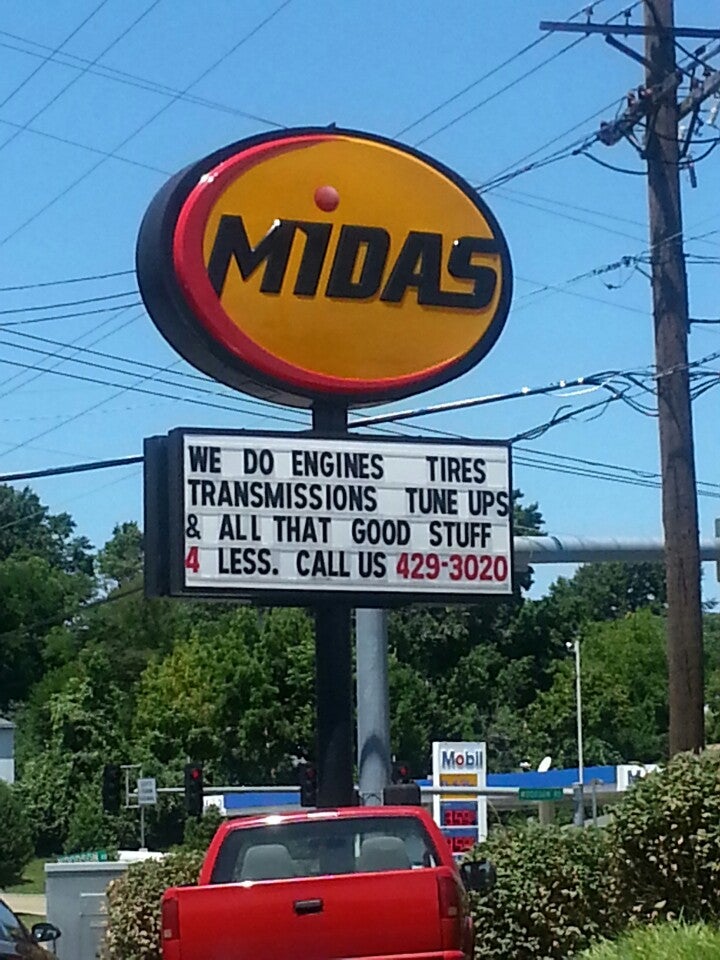 MIDAS
WE DO ENGINES TIRES
TRANSMISSIONS TUNE UPS
& ALL THAT GOOD STUFF
4 LESS. CALL US 429-3020
Mobil